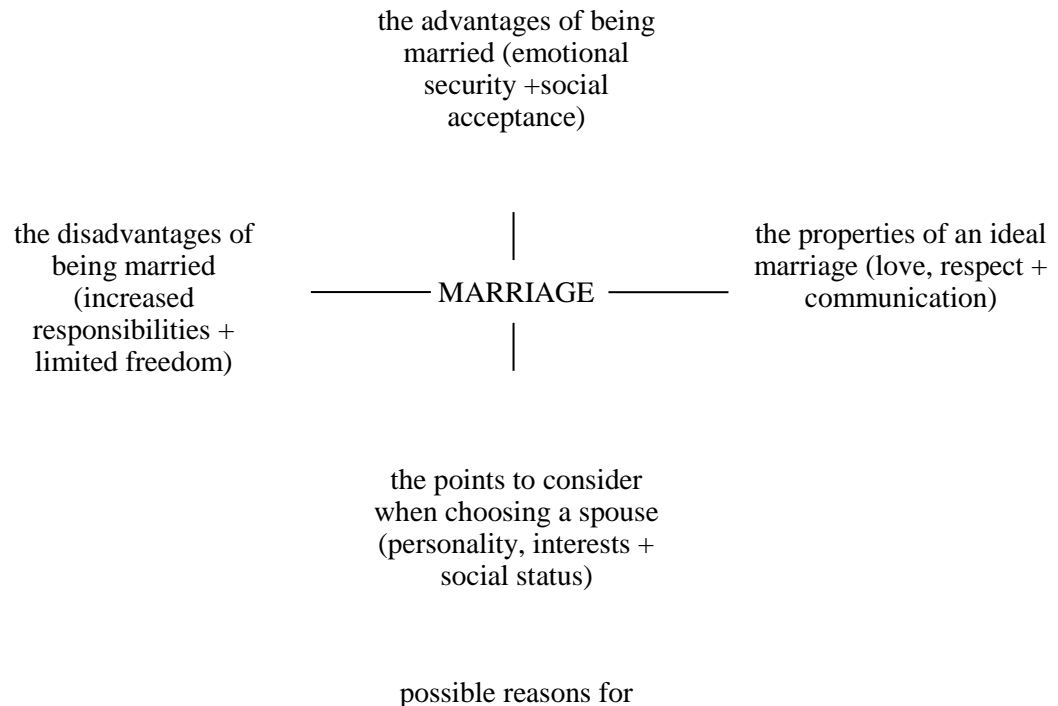 the advantages of being
married (emotional
security +social
acceptance)
the disadvantages of
being married
(increased
responsibilities +
limited freedom)
MARRIAGE
the properties of an ideal
marriage (love, respect +
communication)
the points to consider
when choosing a spouse
(personality, interests +
social status)
possible reasons for